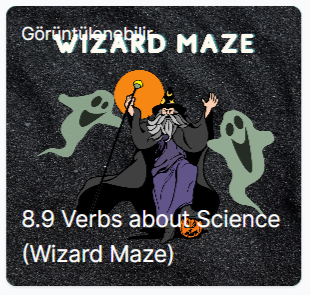 Görüntülenebilir
WIZARD MAZE
8.9 Verbs about Science
(Wizard Maze)